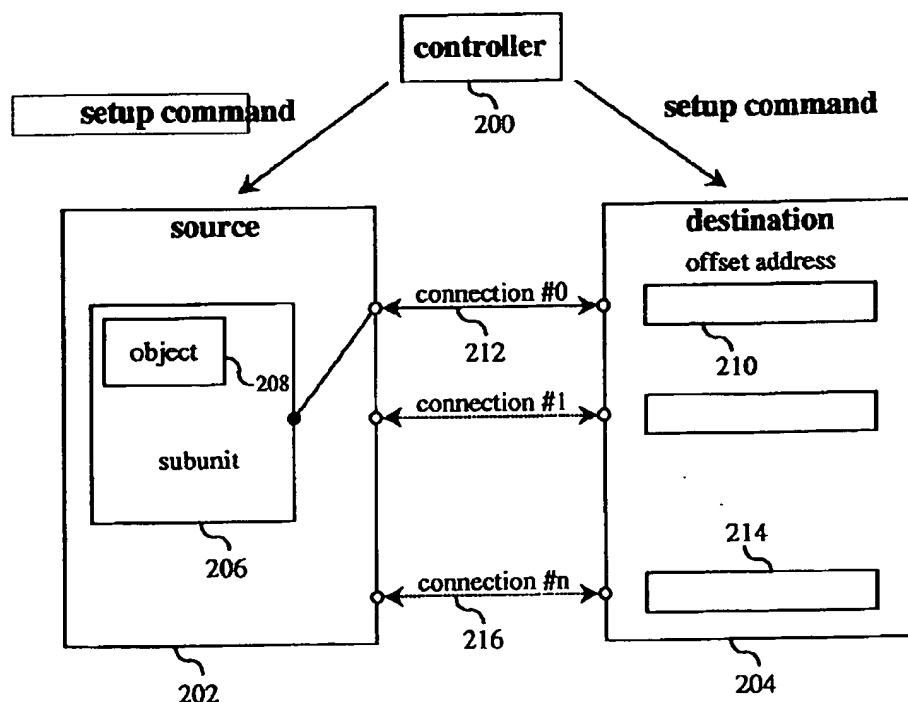 controller
200
setup command
setup command
source
destination
offset address
connection #0
212
210
object
208
connection #1
subunit
206
214
connection #n
216
202
204